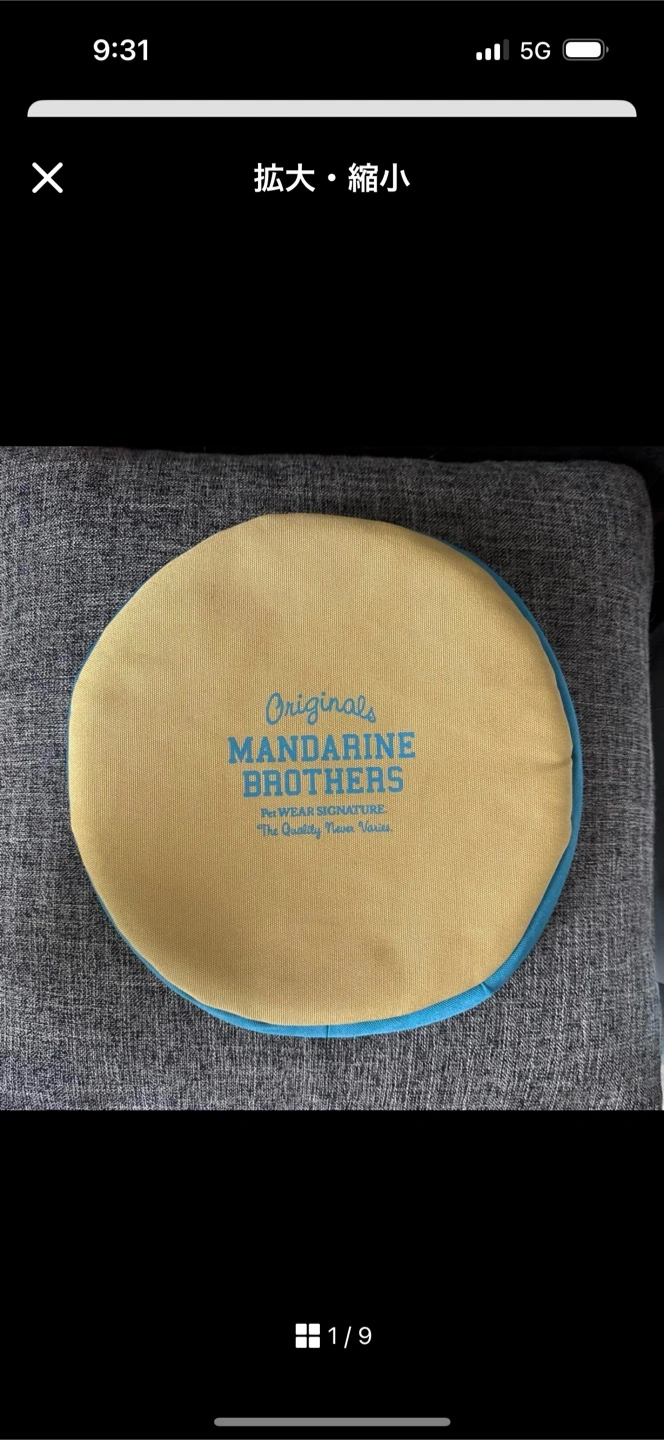 9:31 5G
拡大・縮小
Originals
MANDARINE
BROTHERS
Pet WEAR SIGNATURE.
The Quality Never Varies.
1 / 9